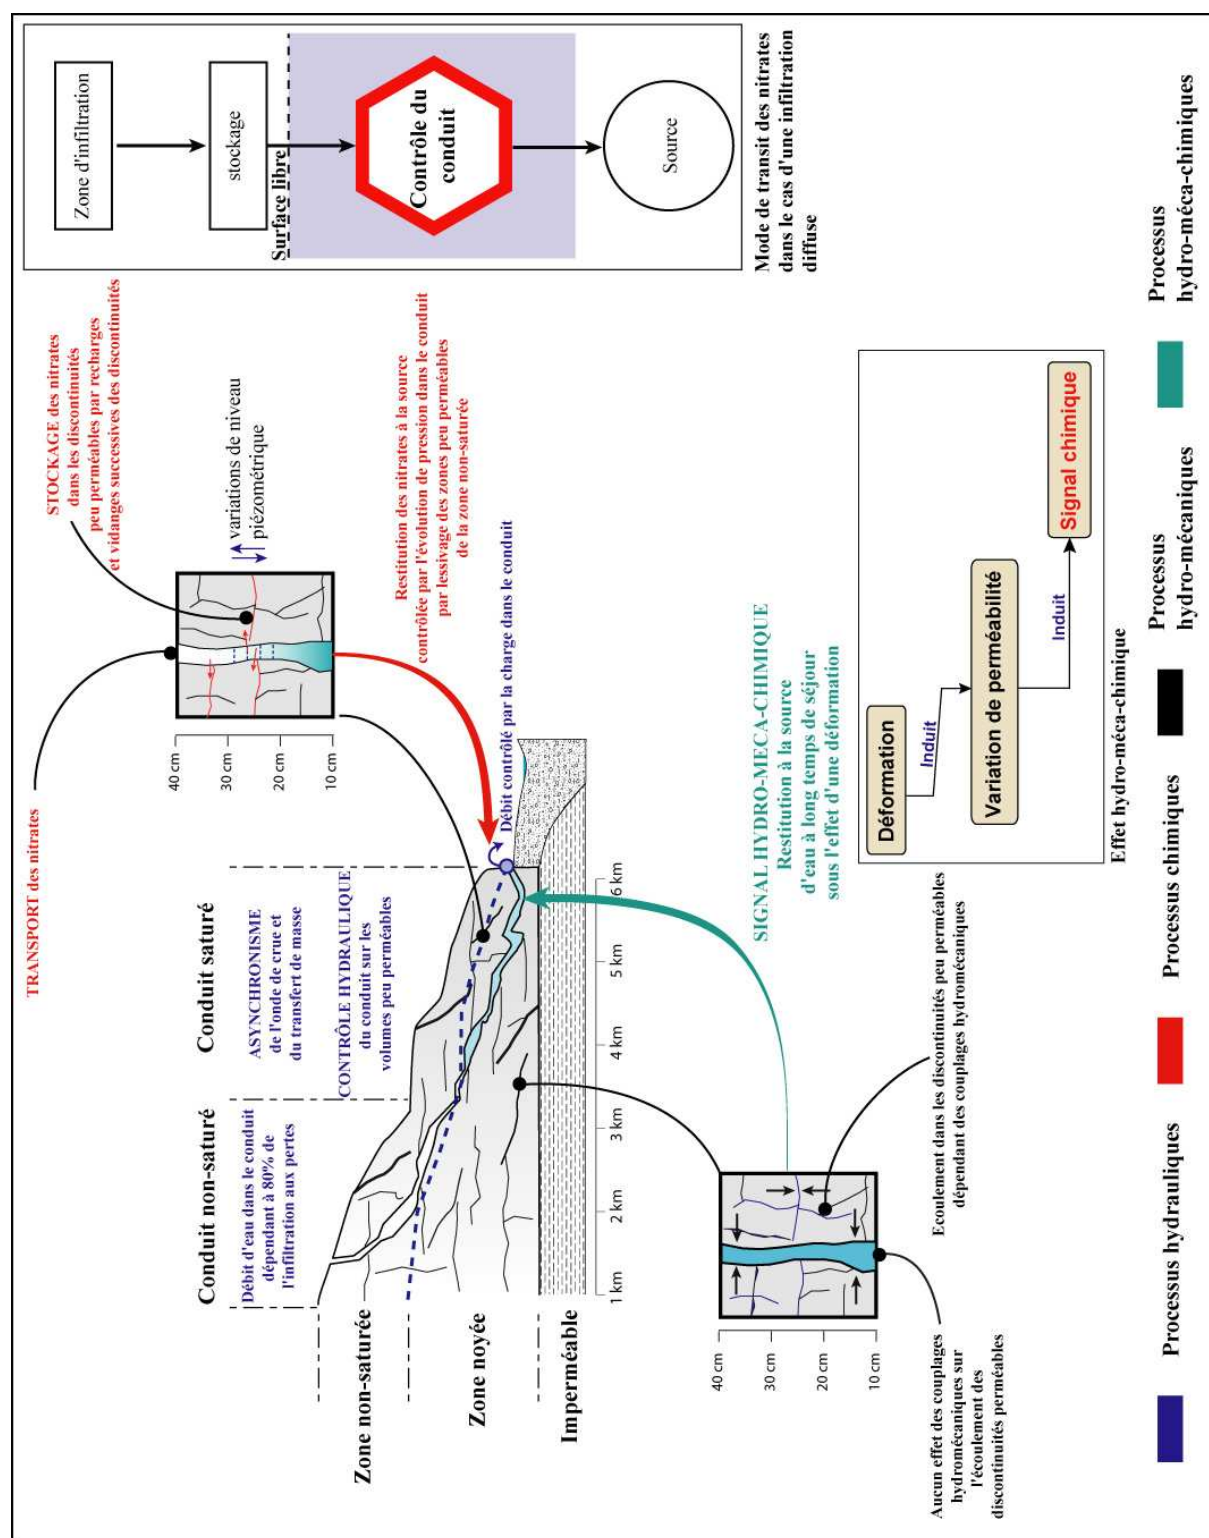 TRANSPORT des nitrates
STOCKAGE des nitrates
dans les discontinuités
peu perméables par recharges
et vidanges successives des discontinuités
40 cm
30 cm
20 cm
10 cm
variations de niveau
piézométrique
Restitution des nitrates à la source
contrôlée par l'évolution de pression dans le conduit
par lessivage des zones peu perméables
de la zone non-saturée
Zone d'infiltration
stockage
Surface libre
Contrôle du
conduit
Source
Mode de transit des nitrates
dans le cas d'une infiltration
diffuse
Conduit non-saturé
Conduit saturé
Débit d'eau dans le conduit
dépendant à 80% de
l'infiltration aux pertes
ASYNCHRONISME
de l'onde de crue et
du transfert de masse
CONTRÔLE HYDRAULIQUE
du conduit sur les
volumes peu perméables
Débit contrôlé par la charge dans le conduit
Zone non-saturée
Zone noyée
Imperméable
1 km
2 km
3 km
4 km
5 km
6 km
SIGNAL HYDRO-MECA-CHIMIQUE
Restitution à la source
d'eau à long temps de séjour
sous l'effet d'une déformation
40 cm
30 cm
20 cm
10 cm
Aucun effet des couplages
hydromécaniques sur
l'écoulement des
discontinuités perméables
Ecoulement dans les discontinuités peu perméables
dépendant des couplages hydromécaniques
Déformation
Induit
Variation de perméabilité
Induit
Signal chimique
Effet hydro-méca-chimique
Processus hydrauliques
Processus chimiques
Processus
hydro-mécaniques
Processus
hydro-méca-chimiques